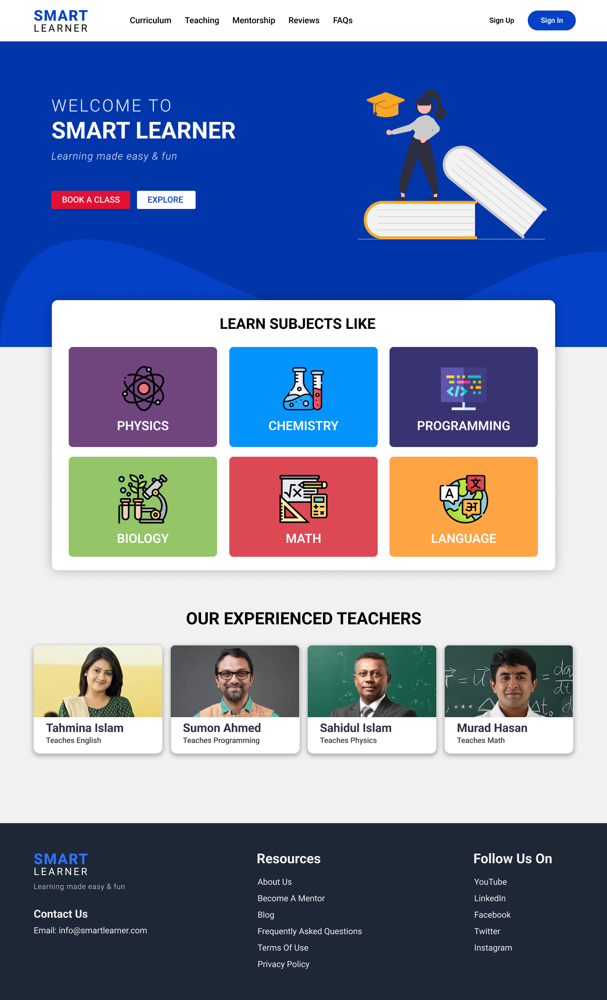 SMART
LEARNER
Curriculum Teaching Mentorship Reviews FAQs
Sign Up Sign In
WELCOME TO
SMART LEARNER
Learning made easy & fun
BOOK A CLASS EXPLORE
LEARN SUBJECTS LIKE
</>
PHYSICS CHEMISTRY PROGRAMMING
√x
A 文 अ
BIOLOGY MATH LANGUAGE
OUR EXPERIENCED TEACHERS
Tahmina Islam
Teaches English
Sumon Ahmed
Teaches Programming
Sahidul Islam
Teaches Physics
Murad Hasan
Teaches Math
SMART
LEARNER
Learning made easy & fun
Contact Us
Email: info@smartlearner.com
Resources
About Us
Become A Mentor
Blog
Frequently Asked Questions
Terms Of Use
Privacy Policy
Follow Us On
YouTube
LinkedIn
Facebook
Twitter
Instagram